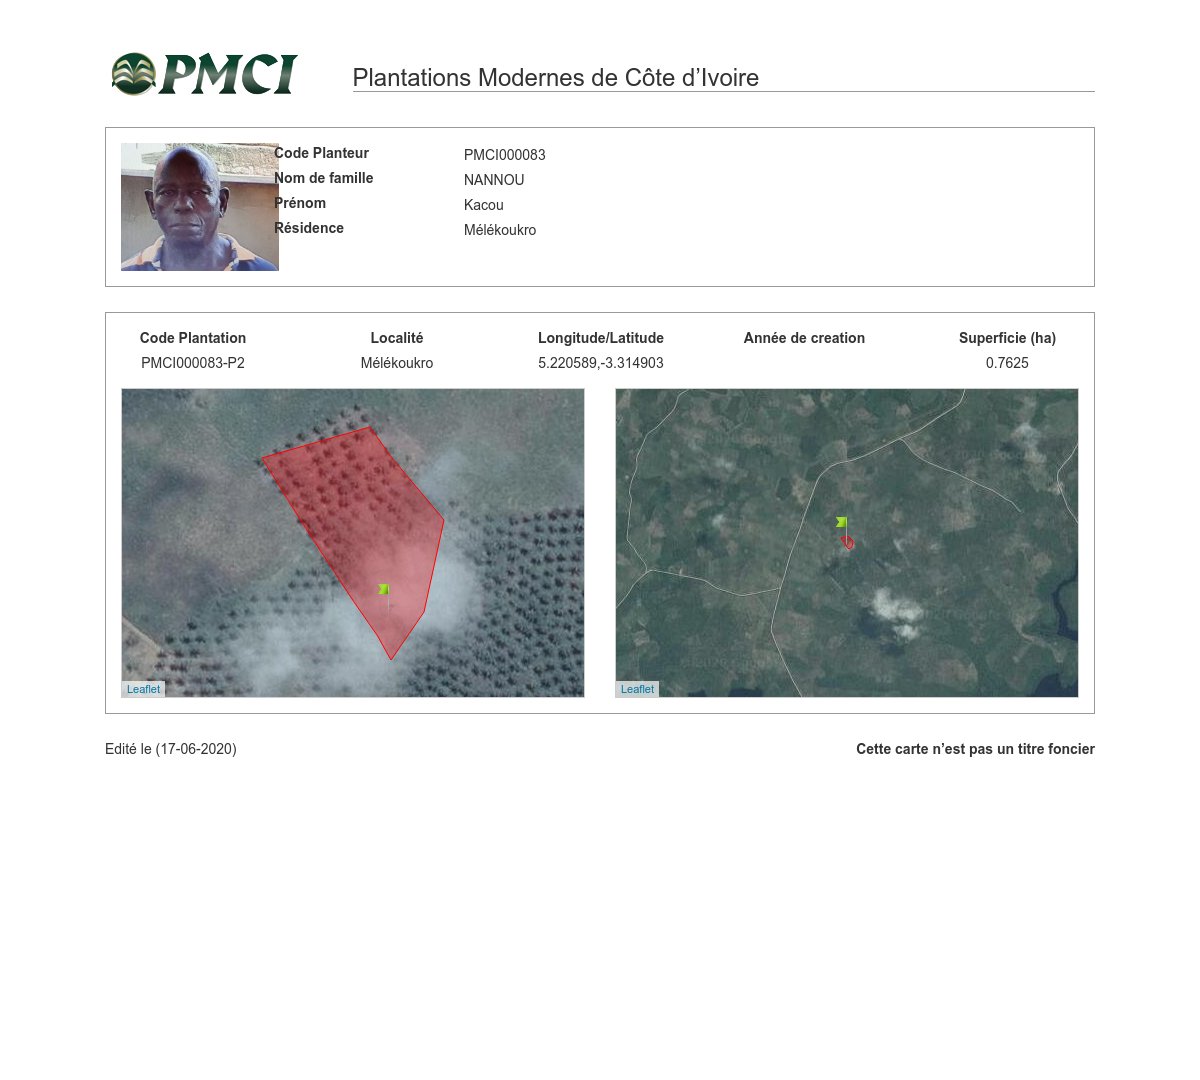 PMCI
Plantations Modernes de Côte d’Ivoire
Code Planteur PMCI000083
Nom de famille NANNOU
Prénom Kacou
Résidence Mélékoukro
Code Plantation Localité Longitude/Latitude Année de creation Superficie (ha)
PMCI000083-P2 Mélékoukro 5.220589,-3.314903 0.7625
Leaflet Leaflet
Edité le (17-06-2020) Cette carte n’est pas un titre foncier